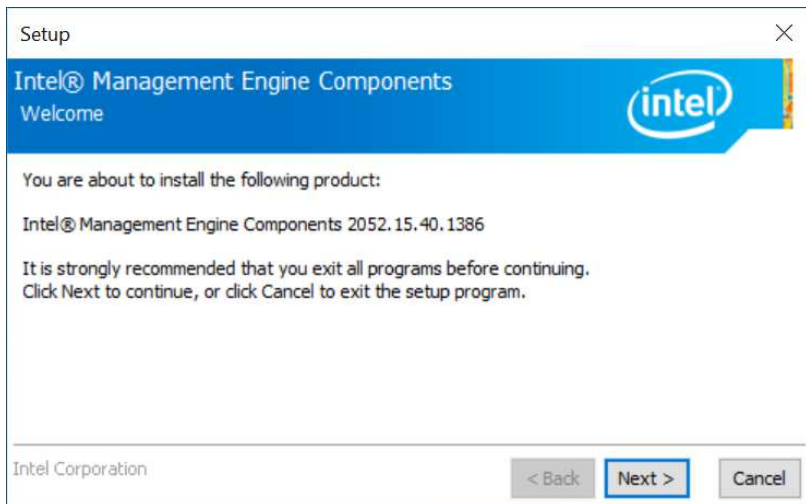 Setup
Intel® Management Engine Components
Welcome
intel
You are about to install the following product:
Intel® Management Engine Components 2052.15.40.1386
It is strongly recommended that you exit all programs before continuing.
Click Next to continue, or click Cancel to exit the setup program.
Intel Corporation
< Back Next > Cancel